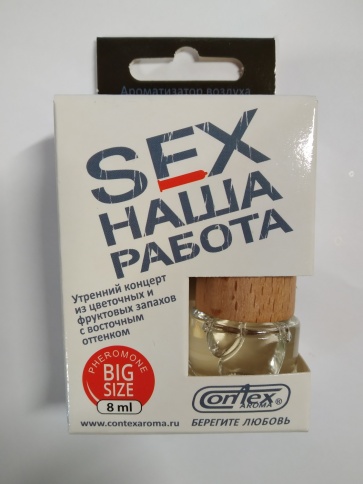 Ароматизатор воздуха
SEX
НАША
РАБОТА
Утренний концерт
из цветочных и
фруктовых запахов
с восточным
оттенком
PHEROMONE
BIG
SIZE
8 ml
www.contexaroma.ru
Contex
AROMA
БЕРЕГИТЕ ЛЮБОВЬ